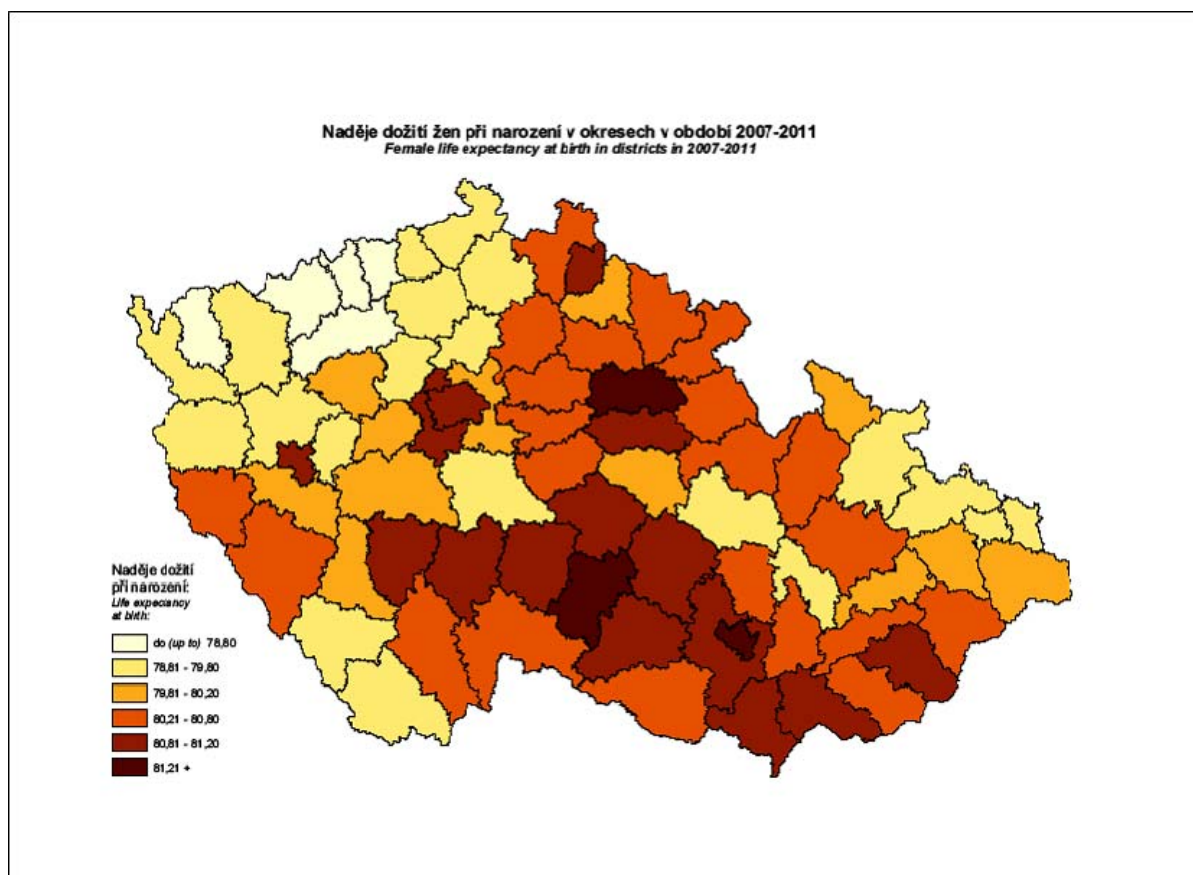 Naděje dožití žen při narození v okresech v období 2007-2011
Female life expectancy at birth in districts in 2007-2011
Naděje dožití
při narození:
Life expectancy
at birth:
do (up to) 78,80
78,81 - 79,80
79,81 - 80,20
80,21 - 80,80
80,81 - 81,20
81,21 +